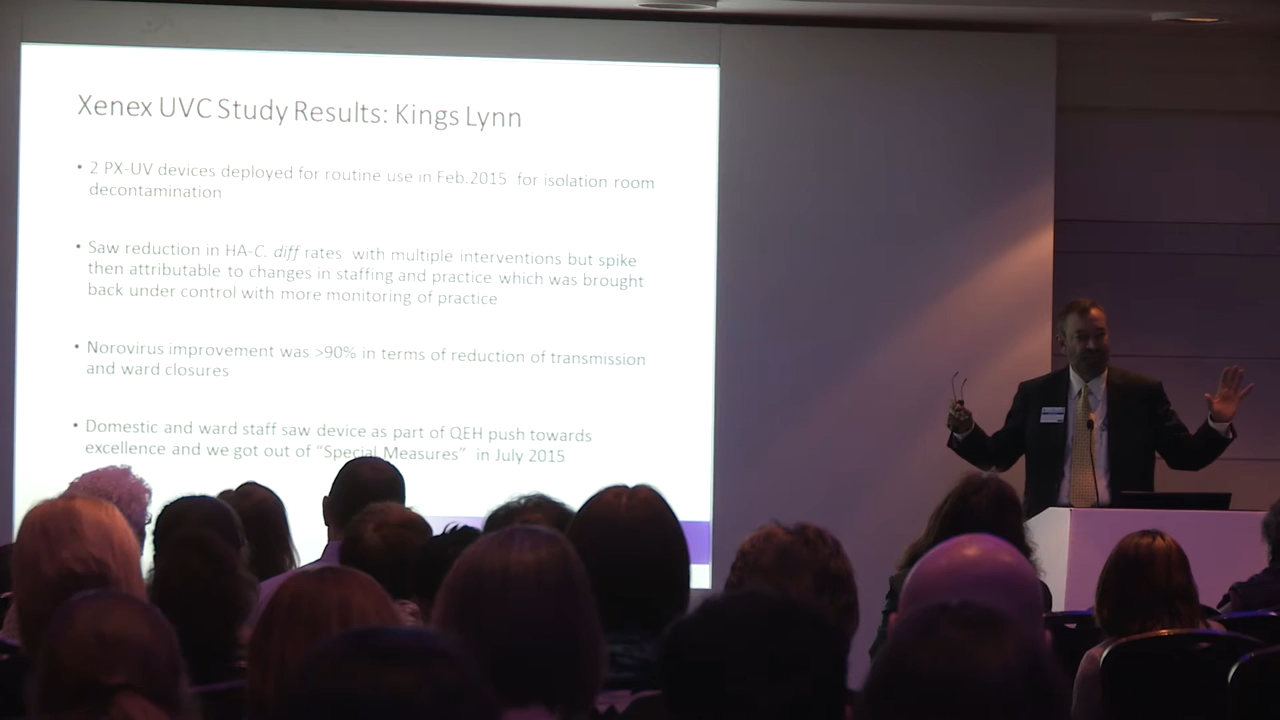 Xenex UVC Study Results: Kings Lynn
• 2 PX-UV devices deployed for routine use in Feb.2015 for isolation room
decontamination
• Saw reduction in HA-C. diff rates with multiple interventions but spike
then attributable to changes in staffing and practice which was brought
back under control with more monitoring of practice
• Norovirus improvement was >90% in terms of reduction of transmission
and ward closures
• Domestic and ward staff saw device as part of QEH push towards
excellence and we got out of “Special Measures” in July 2015